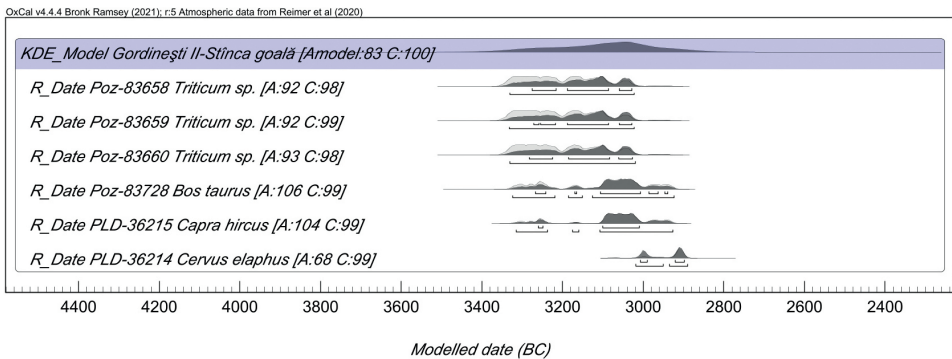 OxCal v4.4.4 Bronk Ramsey (2021); r:5 Atmospheric data from Reimer et al (2020)
KDE_Model Gordineşti II-Stînca goală [Amodel:83 C:100]
R_Date Poz-83658 Triticum sp. [A:92 C:98]
R_Date Poz-83659 Triticum sp. [A:92 C:99]
R_Date Poz-83660 Triticum sp. [A:93 C:98]
R_Date Poz-83728 Bos taurus [A:106 C:99]
R_Date PLD-36215 Capra hircus [A:104 C:99]
R_Date PLD-36214 Cervus elaphus [A:68 C:99]
4400 4200 4000 3800 3600 3400 3200 3000 2800 2600 2400
Modelled date (BC)